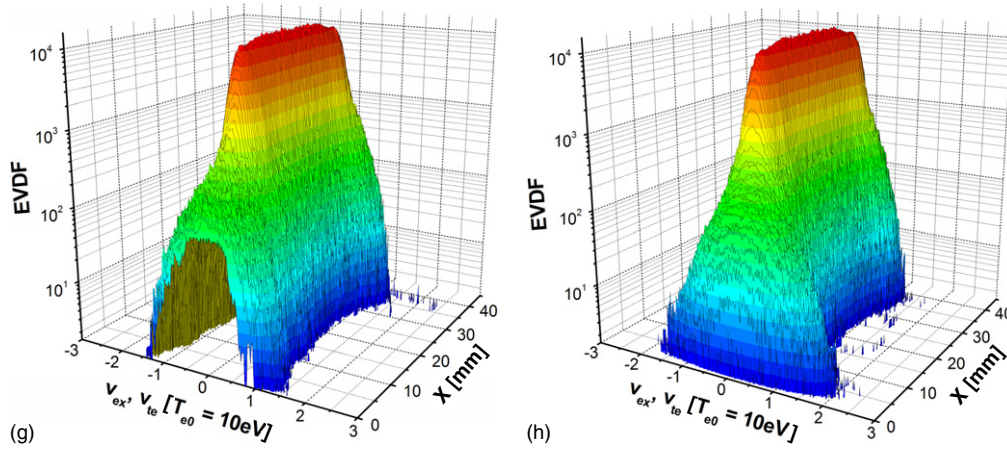 10⁴
10³
10²
10¹
EVDF
-3 -2 -1 0 1 2 3
v_ex, v_te [T_e0 = 10eV]
0 10 20 30 40
X [mm]
(g)
10⁴
10³
10²
10¹
EVDF
-3 -2 -1 0 1 2 3
v_ex, v_te [T_e0 = 10eV]
0 10 20 30 40
X [mm]
(h)